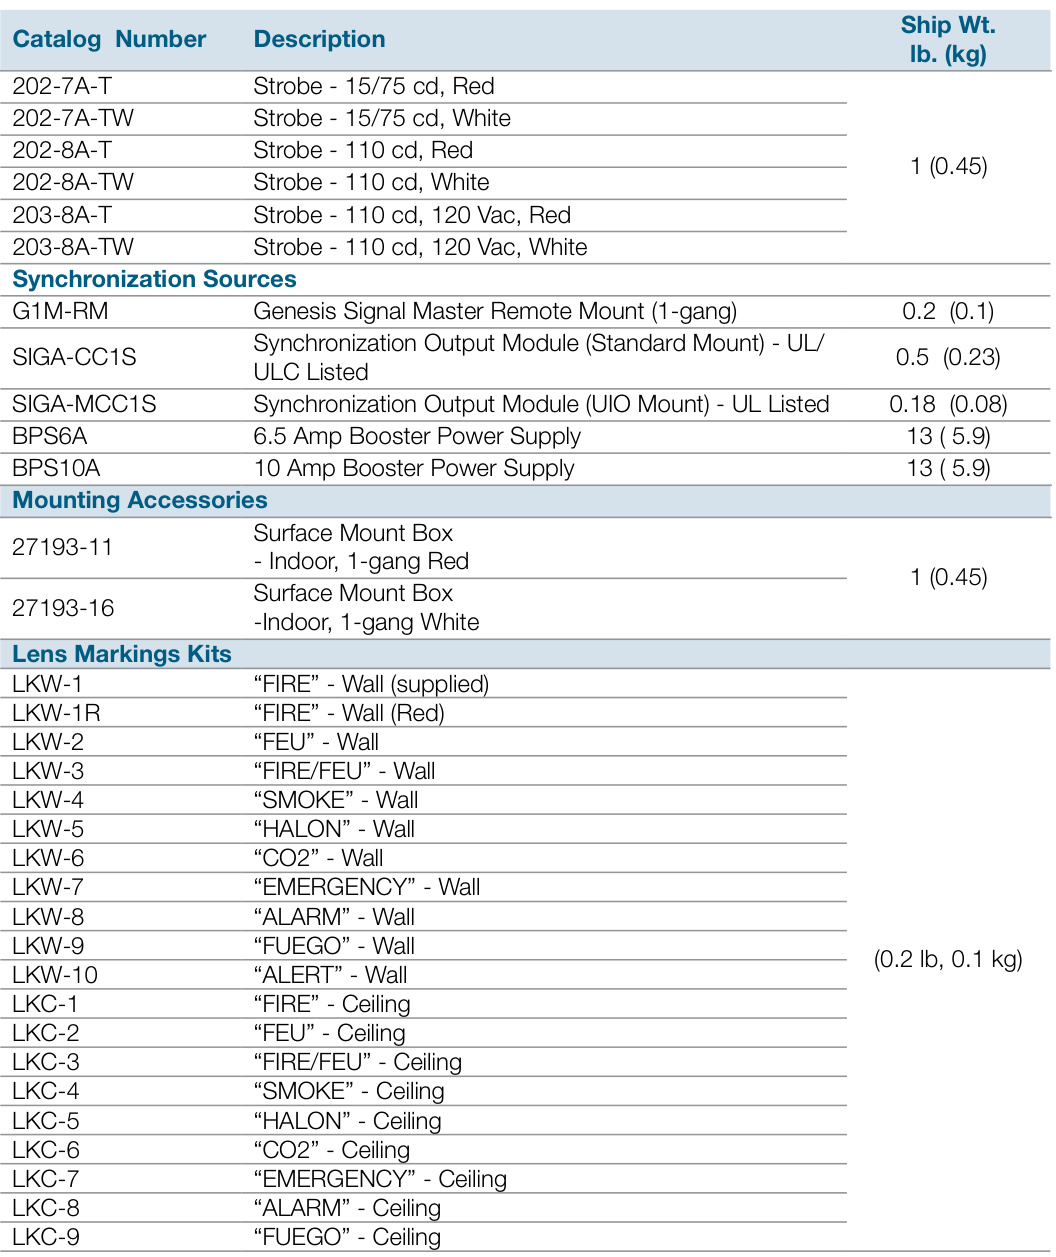 Catalog Number Description Ship Wt.
lb. (kg)
202-7A-T Strobe - 15/75 cd, Red
202-7A-TW Strobe - 15/75 cd, White
202-8A-T Strobe - 110 cd, Red
1 (0.45)
202-8A-TW Strobe - 110 cd, White
203-8A-T Strobe - 110 cd, 120 Vac, Red
203-8A-TW Strobe - 110 cd, 120 Vac, White
Synchronization Sources
G1M-RM Genesis Signal Master Remote Mount (1-gang) 0.2 (0.1)
SIGA-CC1S Synchronization Output Module (Standard Mount) - UL/
ULC Listed 0.5 (0.23)
SIGA-MCC1S Synchronization Output Module (UIO Mount) - UL Listed 0.18 (0.08)
BPS6A 6.5 Amp Booster Power Supply 13 ( 5.9)
BPS10A 10 Amp Booster Power Supply 13 ( 5.9)
Mounting Accessories
27193-11 Surface Mount Box
- Indoor, 1-gang Red
1 (0.45)
27193-16 Surface Mount Box
-Indoor, 1-gang White
Lens Markings Kits
LKW-1 “FIRE” - Wall (supplied)
LKW-1R “FIRE” - Wall (Red)
LKW-2 “FEU” - Wall
LKW-3 “FIRE/FEU” - Wall
LKW-4 “SMOKE” - Wall
LKW-5 “HALON” - Wall
LKW-6 “CO2” - Wall
LKW-7 “EMERGENCY” - Wall
LKW-8 “ALARM” - Wall
LKW-9 “FUEGO” - Wall
(0.2 lb, 0.1 kg)
LKW-10 “ALERT” - Wall
LKC-1 “FIRE” - Ceiling
LKC-2 “FEU” - Ceiling
LKC-3 “FIRE/FEU” - Ceiling
LKC-4 “SMOKE” - Ceiling
LKC-5 “HALON” - Ceiling
LKC-6 “CO2” - Ceiling
LKC-7 “EMERGENCY” - Ceiling
LKC-8 “ALARM” - Ceiling
LKC-9 “FUEGO” - Ceiling